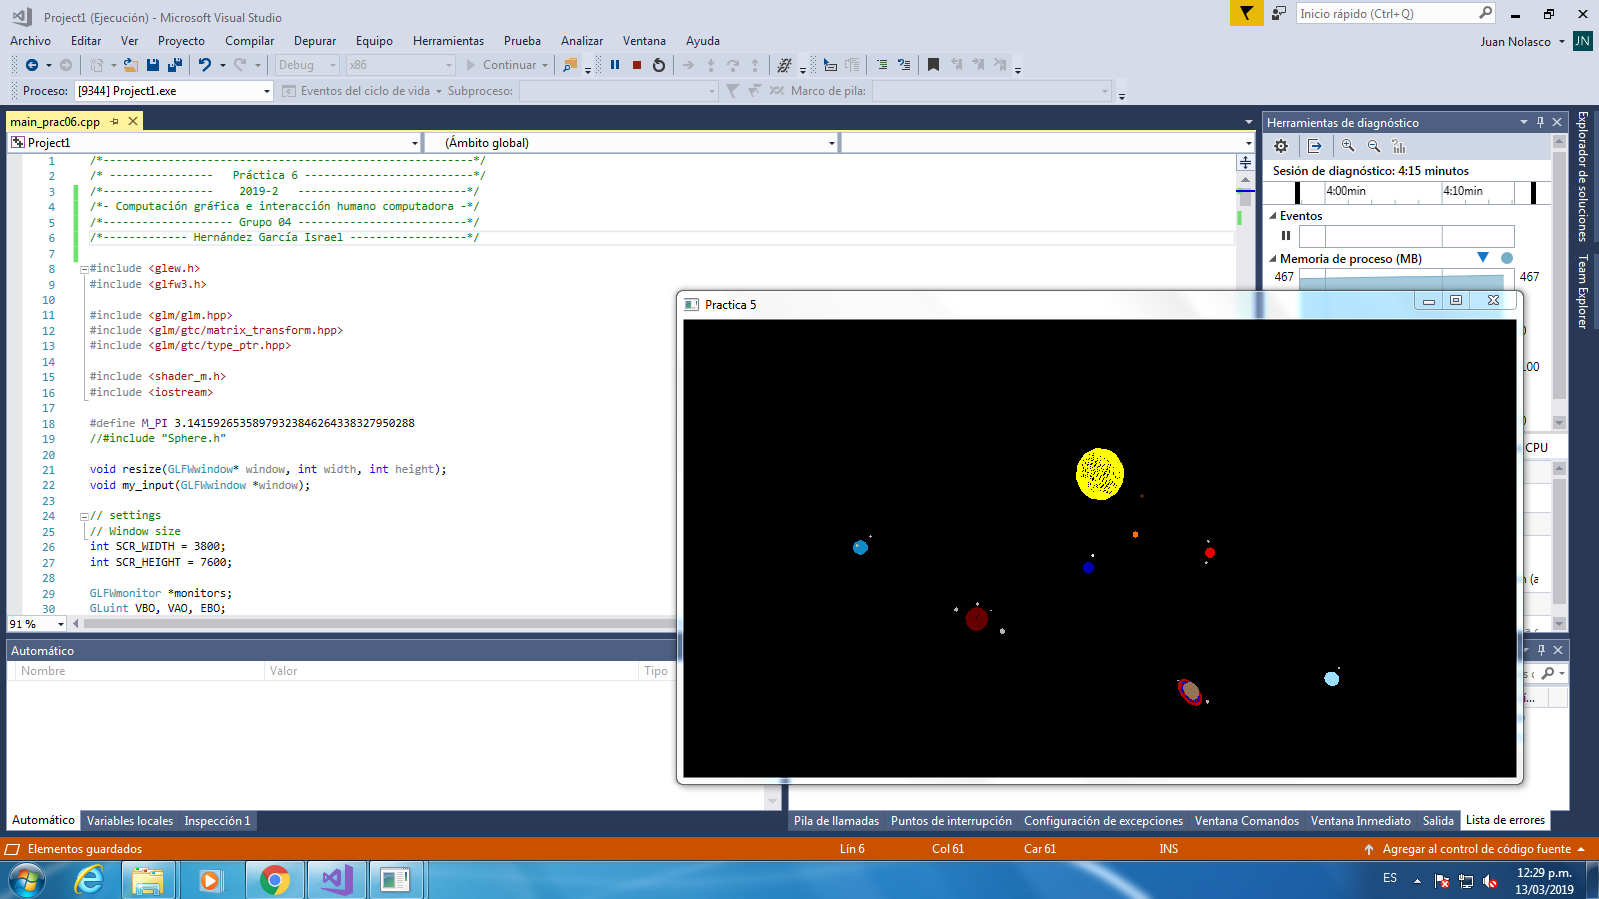 Project1 (Ejecución) - Microsoft Visual Studio
Inicio rápido (Ctrl+Q)
Archivo Editar Ver Proyecto Compilar Depurar Equipo Herramientas Prueba Analizar Ventana Ayuda
Juan Nolasco JN
Debug x86 Continuar
Proceso: [9344] Project1.exe Eventos del ciclo de vida Subproceso: Marco de pila:
main_prac06.cpp
Project1 (Ámbito global)
1 /*---------------------------------------------------------*/
2 /* ---------------- Práctica 6 --------------------------*/
3 /*----------------- 2019-2 --------------------------*/
4 /*- Computación gráfica e interacción humano computadora -*/
5 /*-------------------- Grupo 04 --------------------------*/
6 /*------------- Hernández García Israel ------------------*/
7
8 #include <glew.h>
9 #include <glfw3.h>
10
11 #include <glm/glm.hpp>
12 #include <glm/gtc/matrix_transform.hpp>
13 #include <glm/gtc/type_ptr.hpp>
14
15 #include <shader_m.h>
16 #include <iostream>
17
18 #define M_PI 3.14159265358979323846264338327950288
19 //#include "Sphere.h"
20
21 void resize(GLFWwindow* window, int width, int height);
22 void my_input(GLFWwindow *window);
23
24 // settings
25 // Window size
26 int SCR_WIDTH = 3800;
27 int SCR_HEIGHT = 7600;
28
29 GLFWmonitor *monitors;
30 GLuint VBO, VAO, EBO;
91 %
Herramientas de diagnóstico
Sesión de diagnóstico: 4:15 minutos
4:00min 4:10min
Eventos
Memoria de proceso (MB)
467 467
CPU
Explorador de soluciones
Team Explorer
Practica 5
Automático
Nombre Valor Tipo
Automático Variables locales Inspección 1
Pila de llamadas Puntos de interrupción Configuración de excepciones Ventana Comandos Ventana Inmediato Salida Lista de errores
Elementos guardados Lín 6 Col 61 Car 61 INS Agregar al control de código fuente
ES
12:29 p.m.
13/03/2019